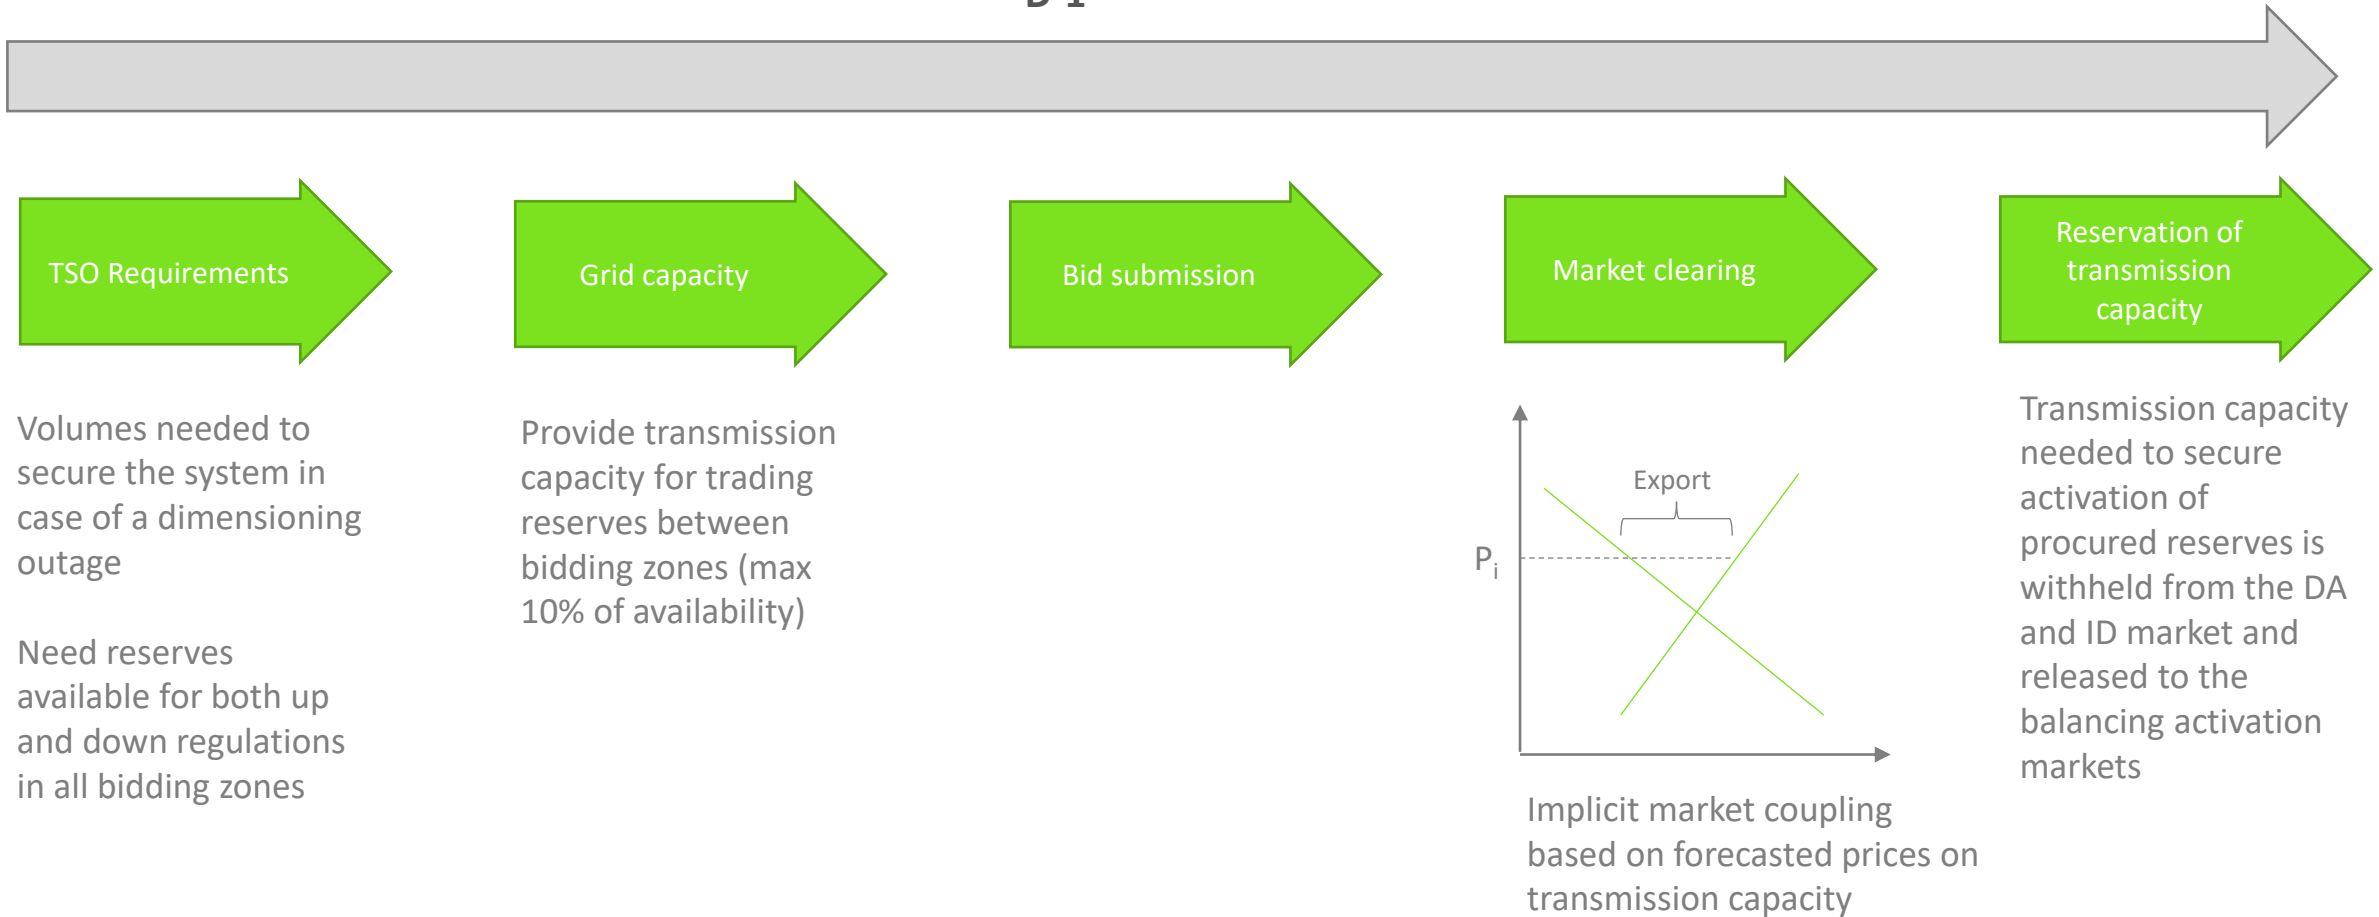 D-1
TSO Requirements
Grid capacity
Bid submission
Market clearing
Reservation of
transmission
capacity
Volumes needed to
secure the system in
case of a dimensioning
outage
Need reserves
available for both up
and down regulations
in all bidding zones
Provide transmission
capacity for trading
reserves between
bidding zones (max
10% of availability)
Export
Pi
Implicit market coupling
based on forecasted prices on
transmission capacity
Transmission capacity
needed to secure
activation of
procured reserves is
withheld from the DA
and ID market and
released to the
balancing activation
markets